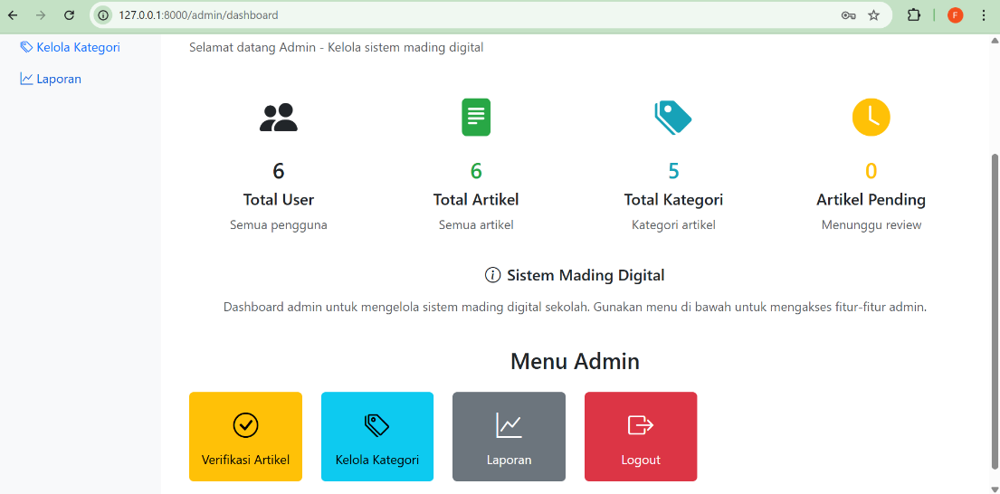 127.0.0.1:8000/admin/dashboard
F
Kelola Kategori
Laporan
Selamat datang Admin - Kelola sistem mading digital
6
Total User
Semua pengguna
6
Total Artikel
Semua artikel
5
Total Kategori
Kategori artikel
0
Artikel Pending
Menunggu review
Sistem Mading Digital
Dashboard admin untuk mengelola sistem mading digital sekolah. Gunakan menu di bawah untuk mengakses fitur-fitur admin.
Menu Admin
Verifikasi Artikel
Kelola Kategori
Laporan
Logout